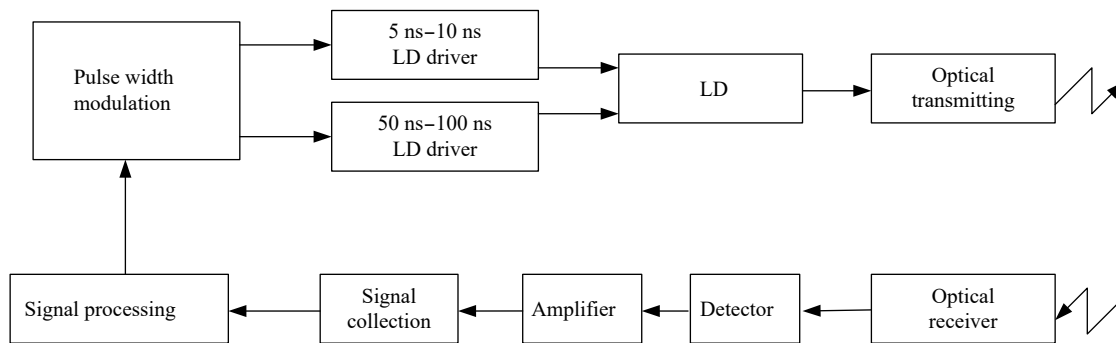 Pulse width
modulation
5 ns−10 ns
LD driver
50 ns−100 ns
LD driver
LD
Optical
transmitting
Signal processing
Signal
collection
Amplifier
Detector
Optical
receiver